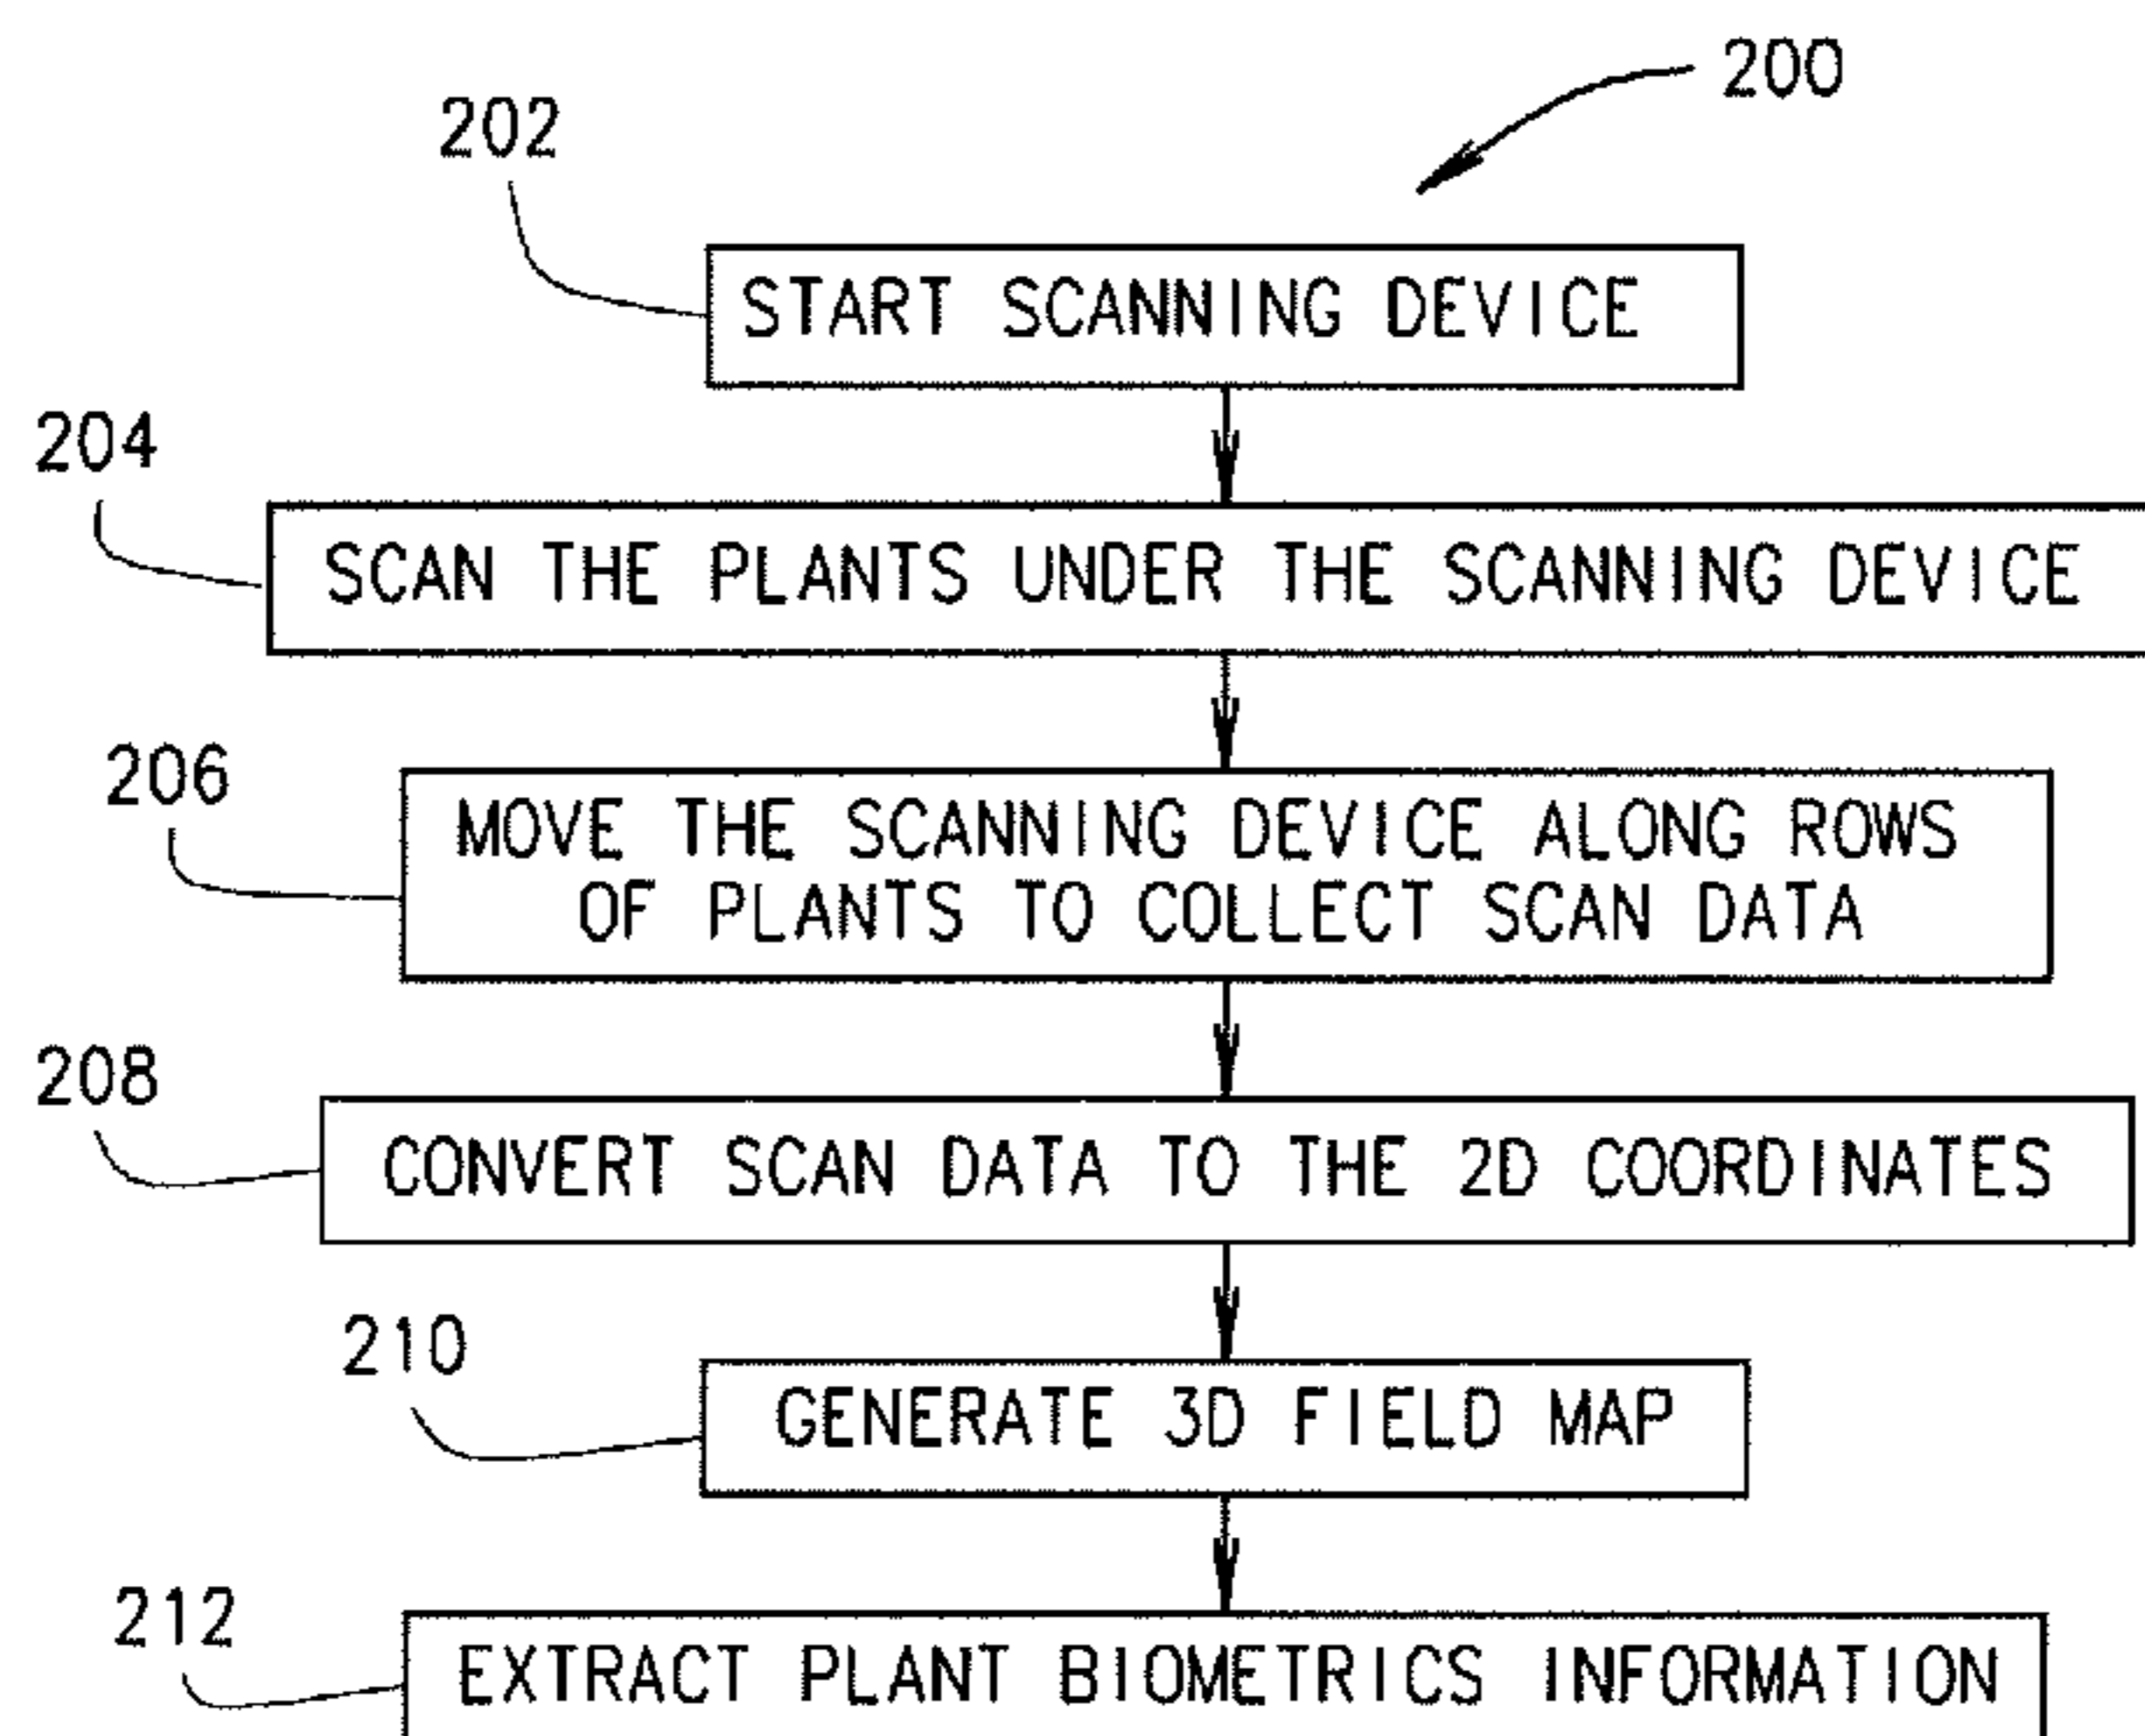 200
202
START SCANNING DEVICE
204
SCAN THE PLANTS UNDER THE SCANNING DEVICE
206
MOVE THE SCANNING DEVICE ALONG ROWS
OF PLANTS TO COLLECT SCAN DATA
208
CONVERT SCAN DATA TO THE 2D COORDINATES
210
GENERATE 3D FIELD MAP
212
EXTRACT PLANT BIOMETRICS INFORMATION